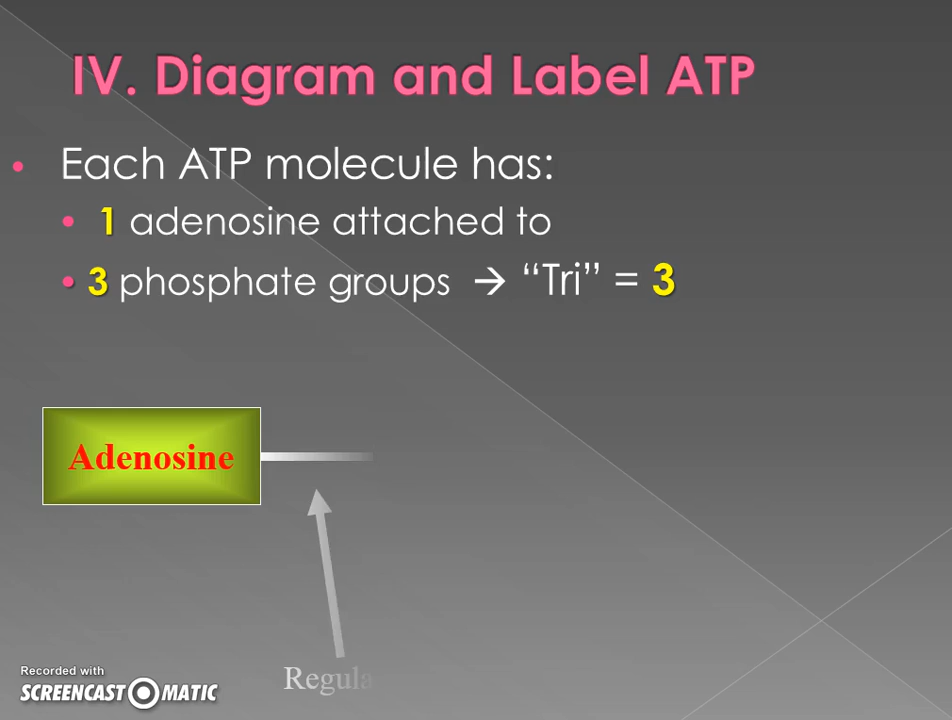 IV. Diagram and Label ATP
• Each ATP molecule has:
• 1 adenosine attached to
• 3 phosphate groups → “Tri” = 3
Adenosine
Regula
Recorded with
SCREENCAST MATIC